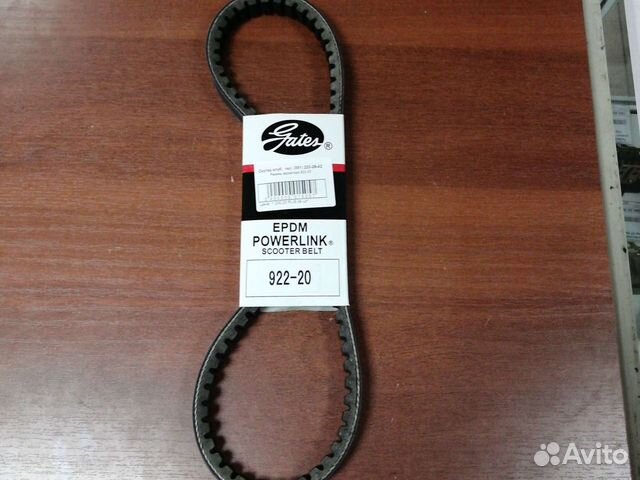 Gates®
EPDM
POWERLINK®
SCOOTER BELT
922-20
Avito